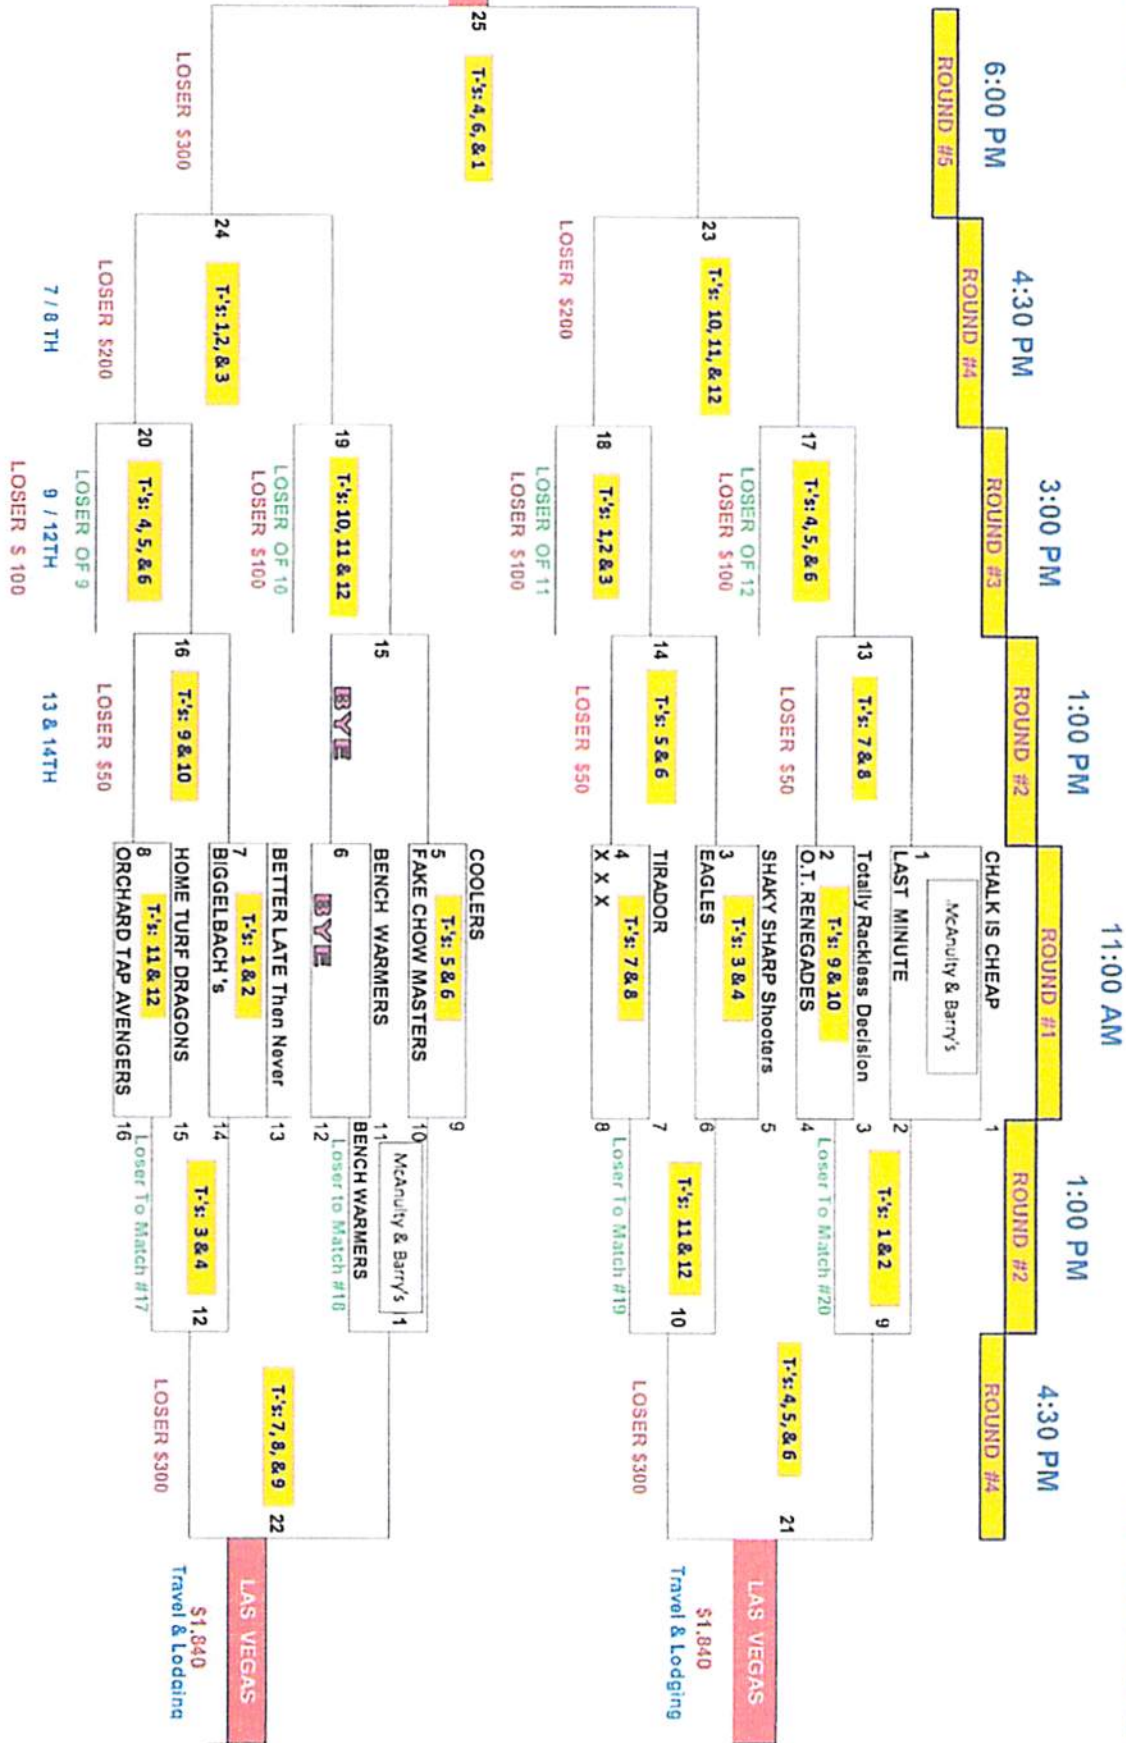 6:00 PM
4:30 PM
3:00 PM
1:00 PM
11:00 AM
1:00 PM
4:30 PM
ROUND #5
ROUND #4
ROUND #3
ROUND #2
ROUND #1
ROUND #2
ROUND #4
CHALK IS CHEAP
1
McAnulty & Barry's
1
LAST MINUTE
2
Totally Rackless Decision
3
2
T-'s: 9 & 10
O.T. RENEGADES
4
Loser To Match #20
13
T-'s: 7 & 8
LOSER $50
T-'s: 1 & 2
9
17
T-'s: 4, 5, & 6
LOSER OF 12
LOSER $100
SHAKY SHARP Shooters
5
3
T-'s: 3 & 4
EAGLES
6
TIRADOR
7
4
T-'s: 7 & 8
X X X
8
Loser To Match #19
14
T-'s: 5 & 6
LOSER $50
T-'s: 11 & 12
10
18
T-'s: 1,2 & 3
LOSER OF 11
LOSER $100
23
T-'s: 10, 11, & 12
LOSER $200
T-'s: 4, 5, & 6
21
LOSER $300
LAS VEGAS
$1,840
Travel & Lodging
25
T-'s: 4, 6, & 1
COOLERS
9
5
T-'s: 5 & 6
FAKE CHOW MASTERS
10
McAnulty & Barry's
1
BENCH WARMERS
11
BENCH WARMERS
6
BYE
12
Loser to Match #18
15
BYE
19
T-'s: 10, 11 & 12
LOSER OF 10
LOSER $100
BETTER LATE Then Never
13
7
T-'s: 1 & 2
BIGGELBACH 's
14
HOME TURF DRAGONS
15
8
T-'s: 11 & 12
ORCHARD TAP AVENGERS
16
Loser To Match #17
16
T-'s: 9 & 10
LOSER $50
T-'s: 3 & 4
12
20
T-'s: 4, 5, & 6
LOSER OF 9
24
T-'s: 1,2, & 3
LOSER $200
LOSER $300
T-'s: 7, 8, & 9
22
LOSER $300
LAS VEGAS
$1,840
Travel & Lodging
7 / 8 TH
9 / 12TH
13 & 14TH
LOSER $ 100